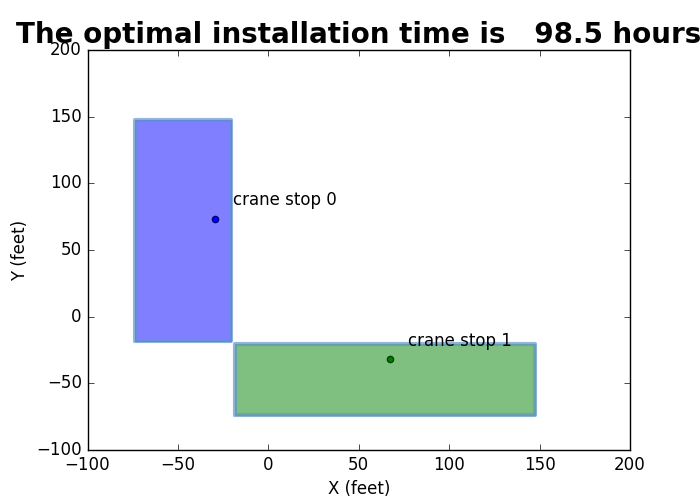 The optimal installation time is   98.5 hours
200
150
100
50
0
−50
−100
Y (feet)
crane stop 0
crane stop 1
−100 −50 0 50 100 150 200
X (feet)